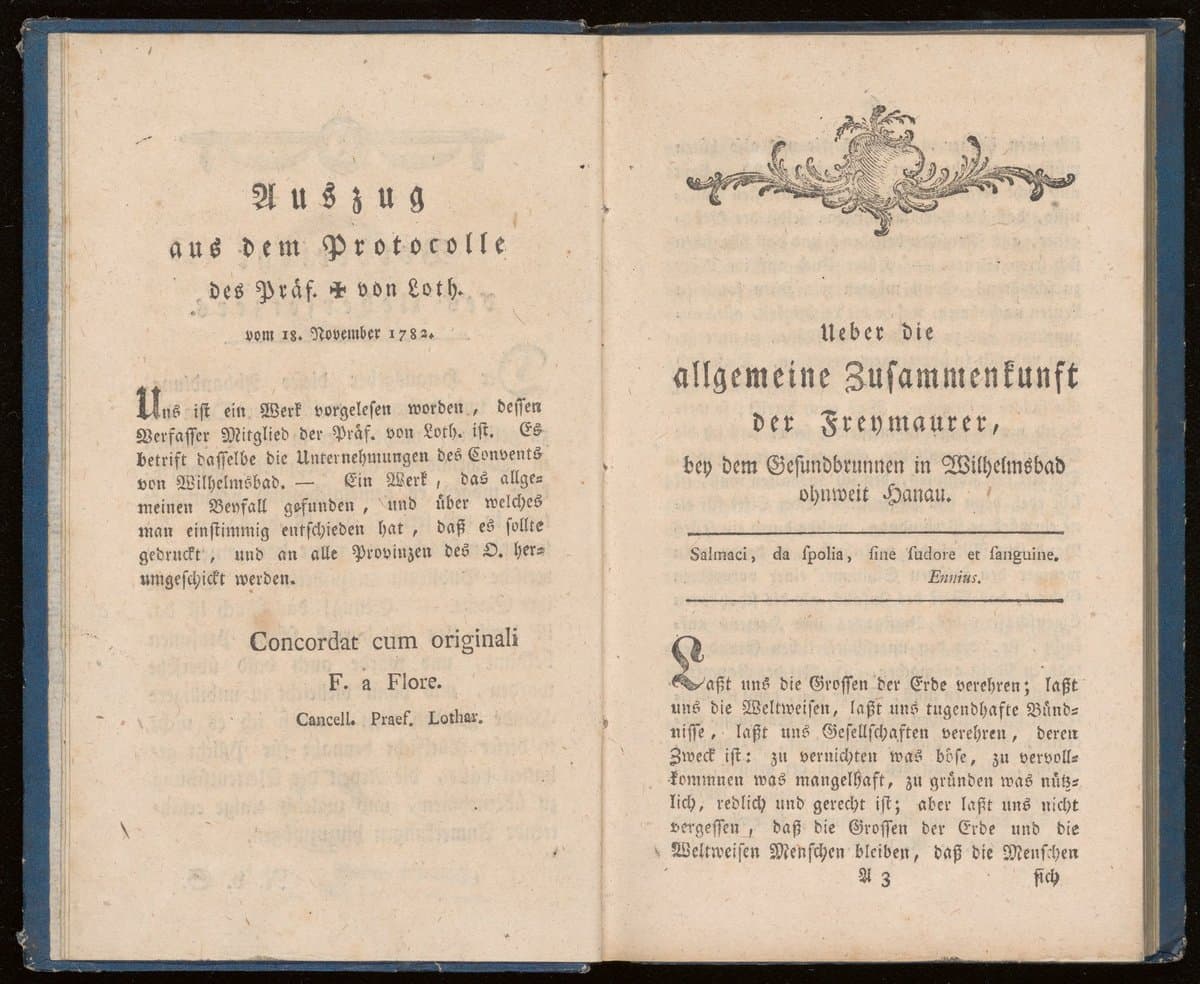 Auszug
aus dem Protocolle
des Präf. ✠ von Loth.
vom 18. November 1782.
Uns ist ein Werk vorgelesen worden, dessen
Verfasser Mitglied der Präf. von Loth. ist. Es
betrift dasselbe die Unternehmungen des Convents
von Wilhelmsbad. — Ein Werk, das allge=
meinen Beyfall gefunden, und über welches
man einstimmig entschieden hat, daß es sollte
gedruckt, und an alle Provinzen des O. her=
umgeschickt werden.
Concordat cum originali
F. a Flore.
Cancell. Praef. Lothar.
Ueber die
allgemeine Zusammenkunft
der Freymaurer,
bey dem Gesundbrunnen in Wilhelmsbad
ohnweit Hanau.
Salmaci, da spolia, sine sudore et sanguine.
Ennius.
Laßt uns die Grossen der Erde verehren; laßt
uns die Weltweisen, laßt uns tugendhafte Bünd=
nisse, laßt uns Gesellschaften verehren, deren
Zweck ist: zu vernichten was böse, zu vervoll=
kommnen was mangelhaft, zu gründen was nütz=
lich, redlich und gerecht ist; aber laßt uns nicht
vergessen, daß die Grossen der Erde und die
Weltweisen Menschen bleiben, daß die Menschen
A 3 sich